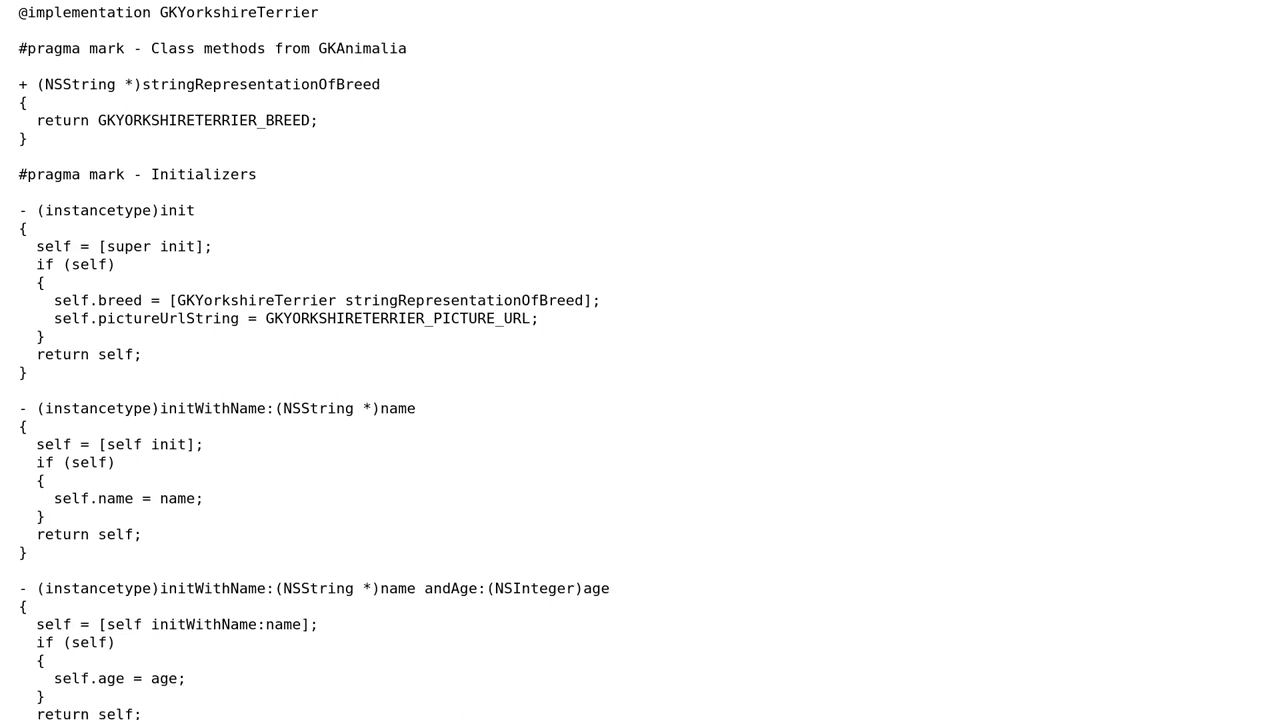 @implementation GKYorkshireTerrier

#pragma mark - Class methods from GKAnimalia

+ (NSString *)stringRepresentationOfBreed
{
  return GKYORKSHIRETERRIER_BREED;
}

#pragma mark - Initializers

- (instancetype)init
{
  self = [super init];
  if (self)
  {
    self.breed = [GKYorkshireTerrier stringRepresentationOfBreed];
    self.pictureUrlString = GKYORKSHIRETERRIER_PICTURE_URL;
  }
  return self;
}

- (instancetype)initWithName:(NSString *)name
{
  self = [self init];
  if (self)
  {
    self.name = name;
  }
  return self;
}

- (instancetype)initWithName:(NSString *)name andAge:(NSInteger)age
{
  self = [self initWithName:name];
  if (self)
  {
    self.age = age;
  }
  return self;